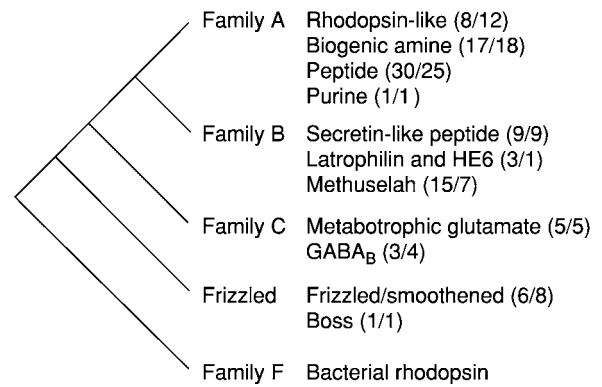 Family A Rhodopsin-like (8/12)
Biogenic amine (17/18)
Peptide (30/25)
Purine (1/1)
Family B Secretin-like peptide (9/9)
Latrophilin and HE6 (3/1)
Methuselah (15/7)
Family C Metabotrophic glutamate (5/5)
GABA_B (3/4)
Frizzled Frizzled/smoothened (6/8)
Boss (1/1)
Family F Bacterial rhodopsin